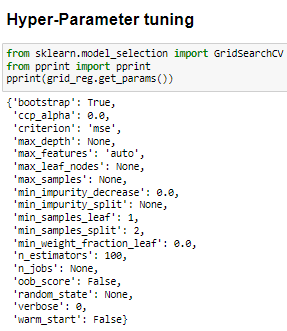 Hyper-Parameter tuning
from sklearn.model_selection import GridSearchCV
from pprint import pprint
pprint(grid_reg.get_params())
{'bootstrap': True,
 'ccp_alpha': 0.0,
 'criterion': 'mse',
 'max_depth': None,
 'max_features': 'auto',
 'max_leaf_nodes': None,
 'max_samples': None,
 'min_impurity_decrease': 0.0,
 'min_impurity_split': None,
 'min_samples_leaf': 1,
 'min_samples_split': 2,
 'min_weight_fraction_leaf': 0.0,
 'n_estimators': 100,
 'n_jobs': None,
 'oob_score': False,
 'random_state': None,
 'verbose': 0,
 'warm_start': False}